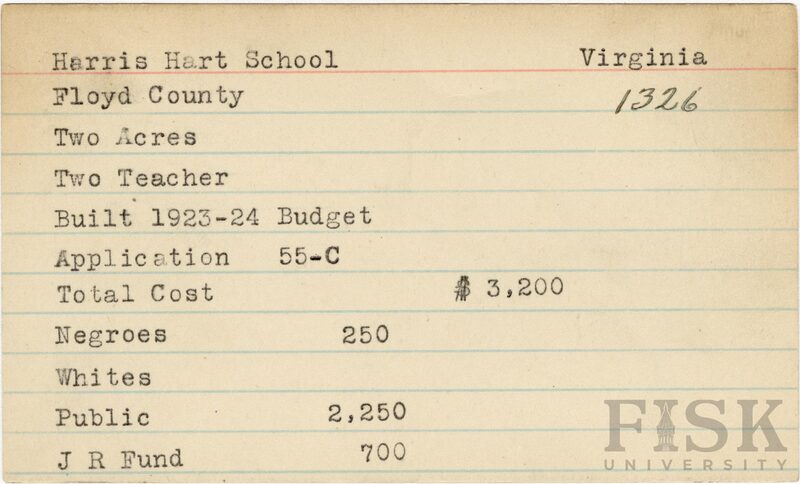 Harris Hart School Virginia
Floyd County 1326
Two Acres
Two Teacher
Built 1923-24 Budget
Application 55-C
Total Cost $ 3,200
Negroes 250
Whites
Public 2,250
J R Fund 700
FISK
UNIVERSITY